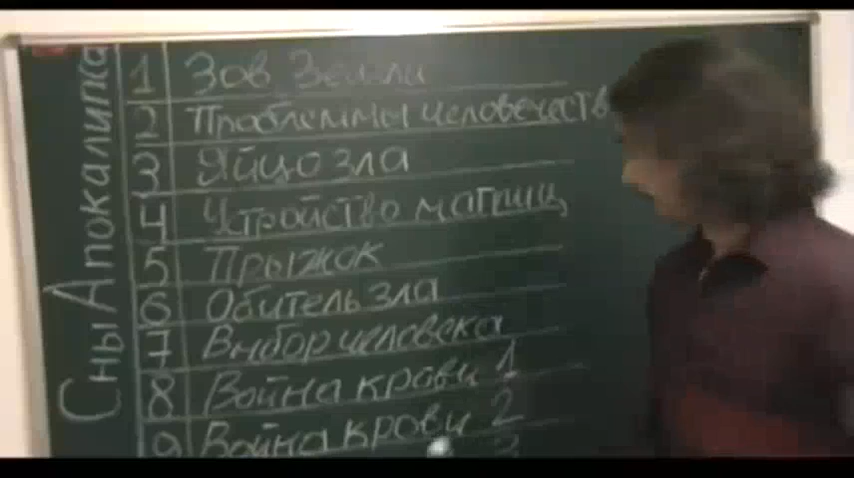 Сны Апокалипса
1 Зов Земли
2 Проблеммы человечеств
3 Яйцо зла
4 Устройство матриц
5 Прыжок
6 Обитель зла
7 Выбор человека
8 Война крови 1
9 Война крови 2